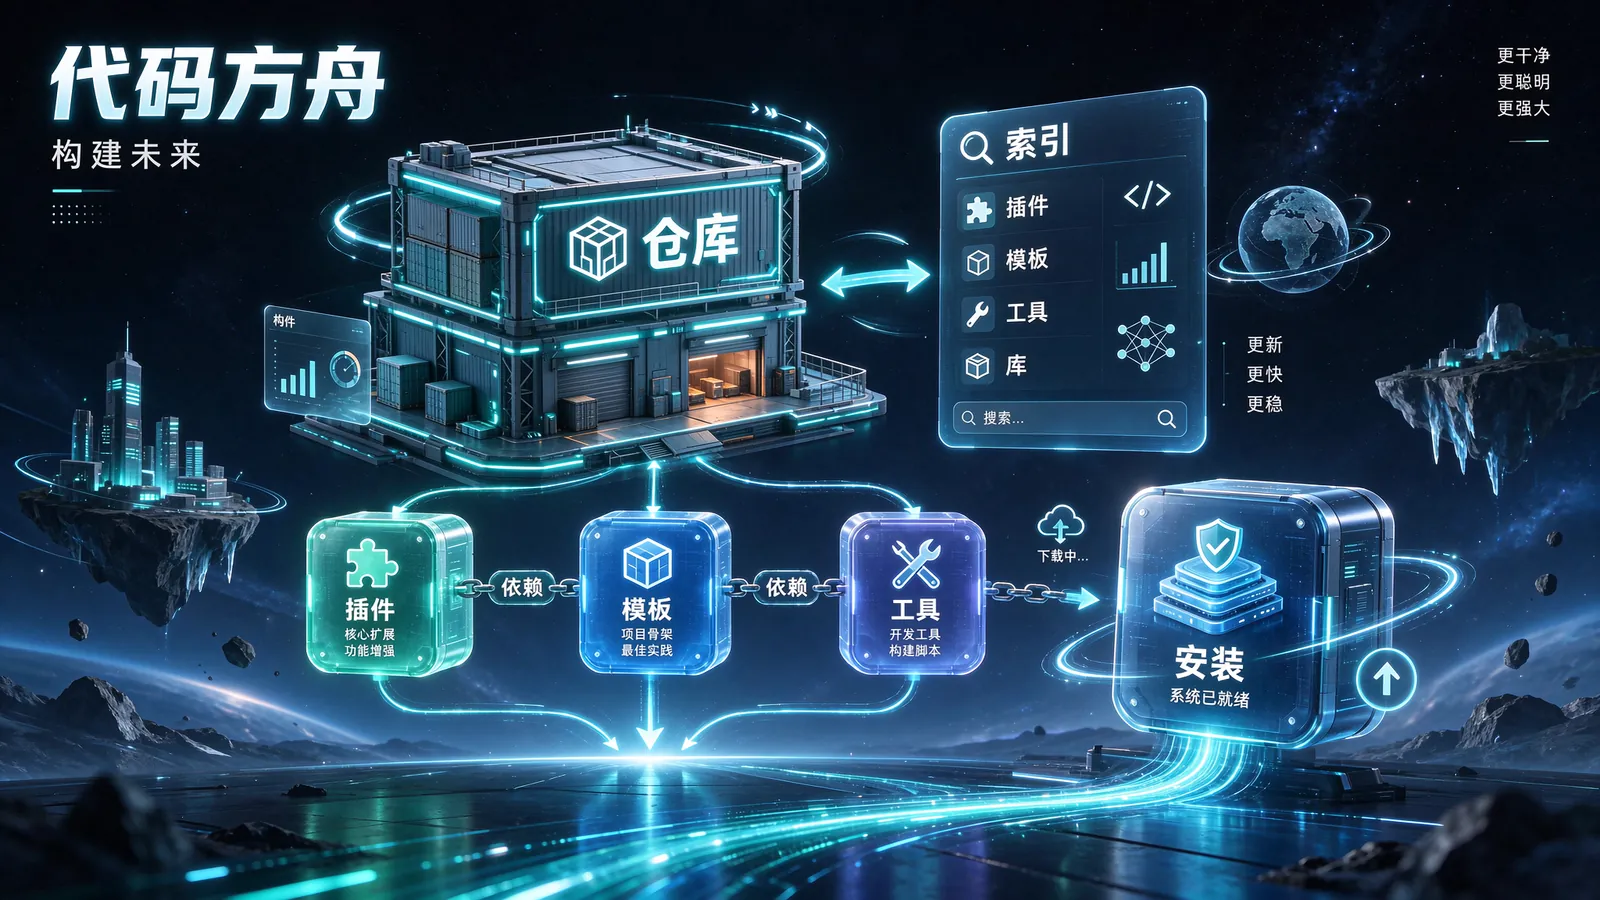 代码方舟
构建未来
更干净
更聪明
更强大
仓库
构件
索引
插件
模板
工具
库
搜索...
更新
更快
更稳
插件
核心扩展
功能增强
依赖
模板
项目骨架
最佳实践
依赖
工具
开发工具
构建脚本
下载中...
安装
系统已就绪